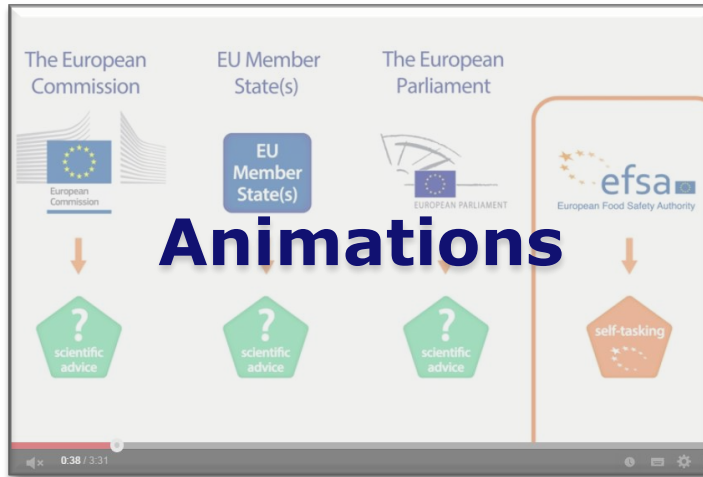 The European
Commission
EU Member
State(s)
The European
Parliament
European
Commission
EU
Member
State(s)
EUROPEAN PARLIAMENT
efsa
European Food Safety Authority
Animations
?
scientific
advice
?
scientific
advice
?
scientific
advice
self-tasking
0:38 / 3:31